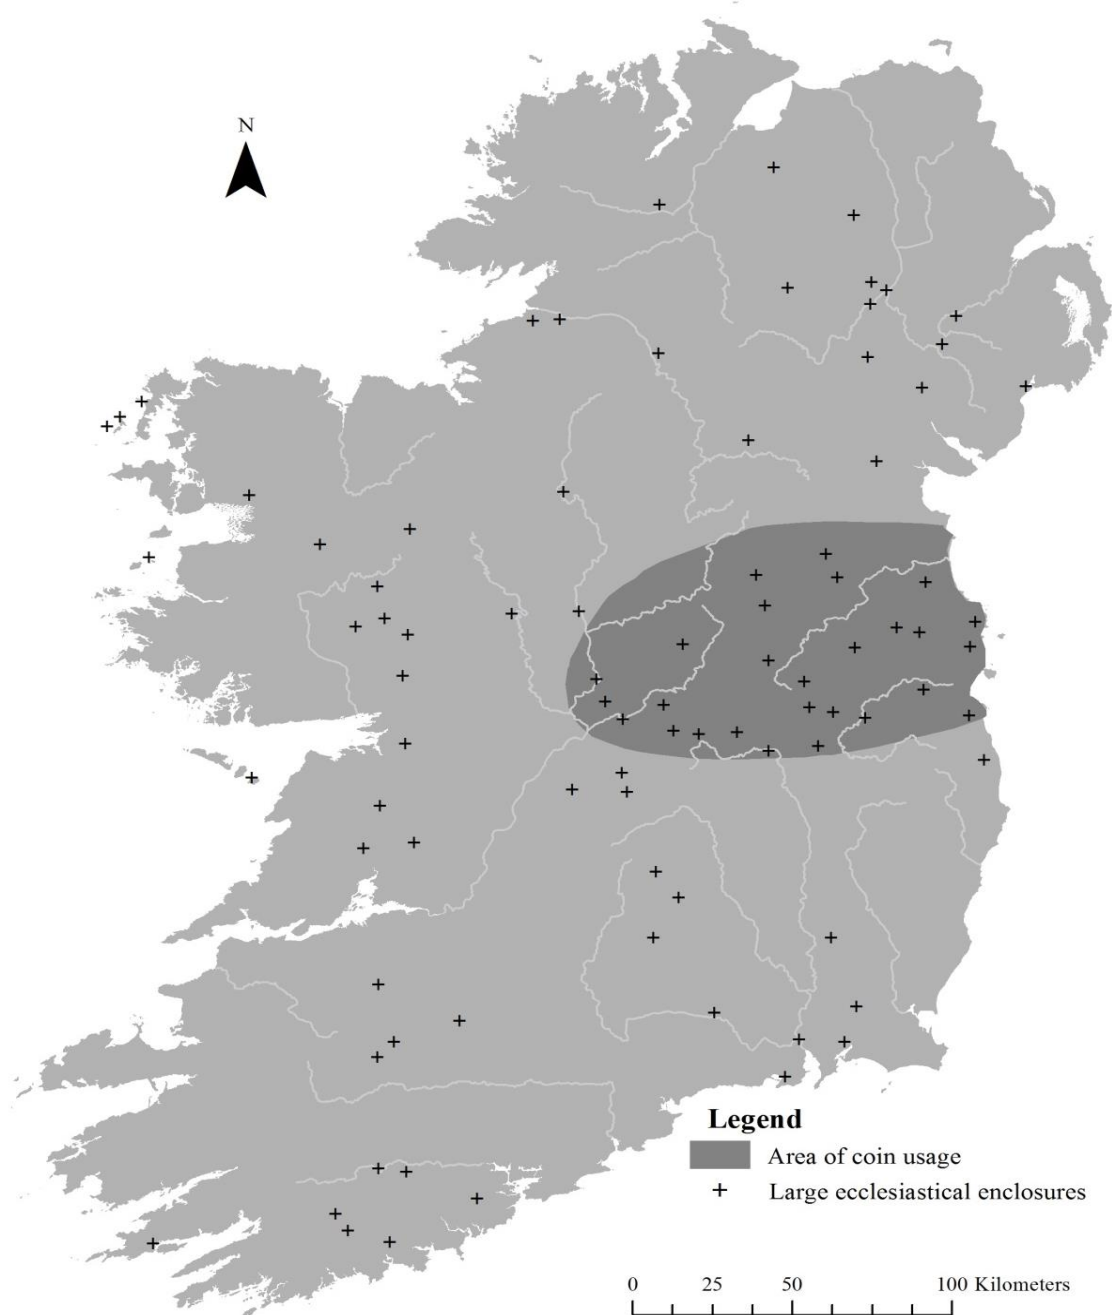 N
Legend
Area of coin usage
Large ecclesiastical enclosures
0 25 50 100 Kilometers